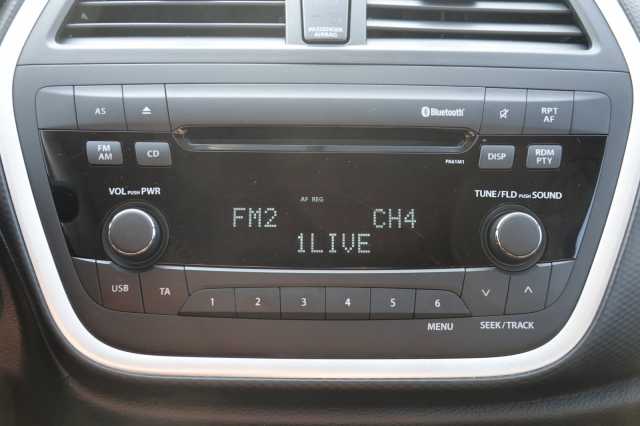 PASSENGER
AIRBAG
AS
Bluetooth
RPT
AF
FM
AM
CD
PA61M1
DISP
RDM
PTY
VOL PUSH PWR
TUNE/FLD PUSH SOUND
AF REG
FM2 CH4
1LIVE
USB TA
1 2 3 4 5 6
MENU
SEEK/TRACK